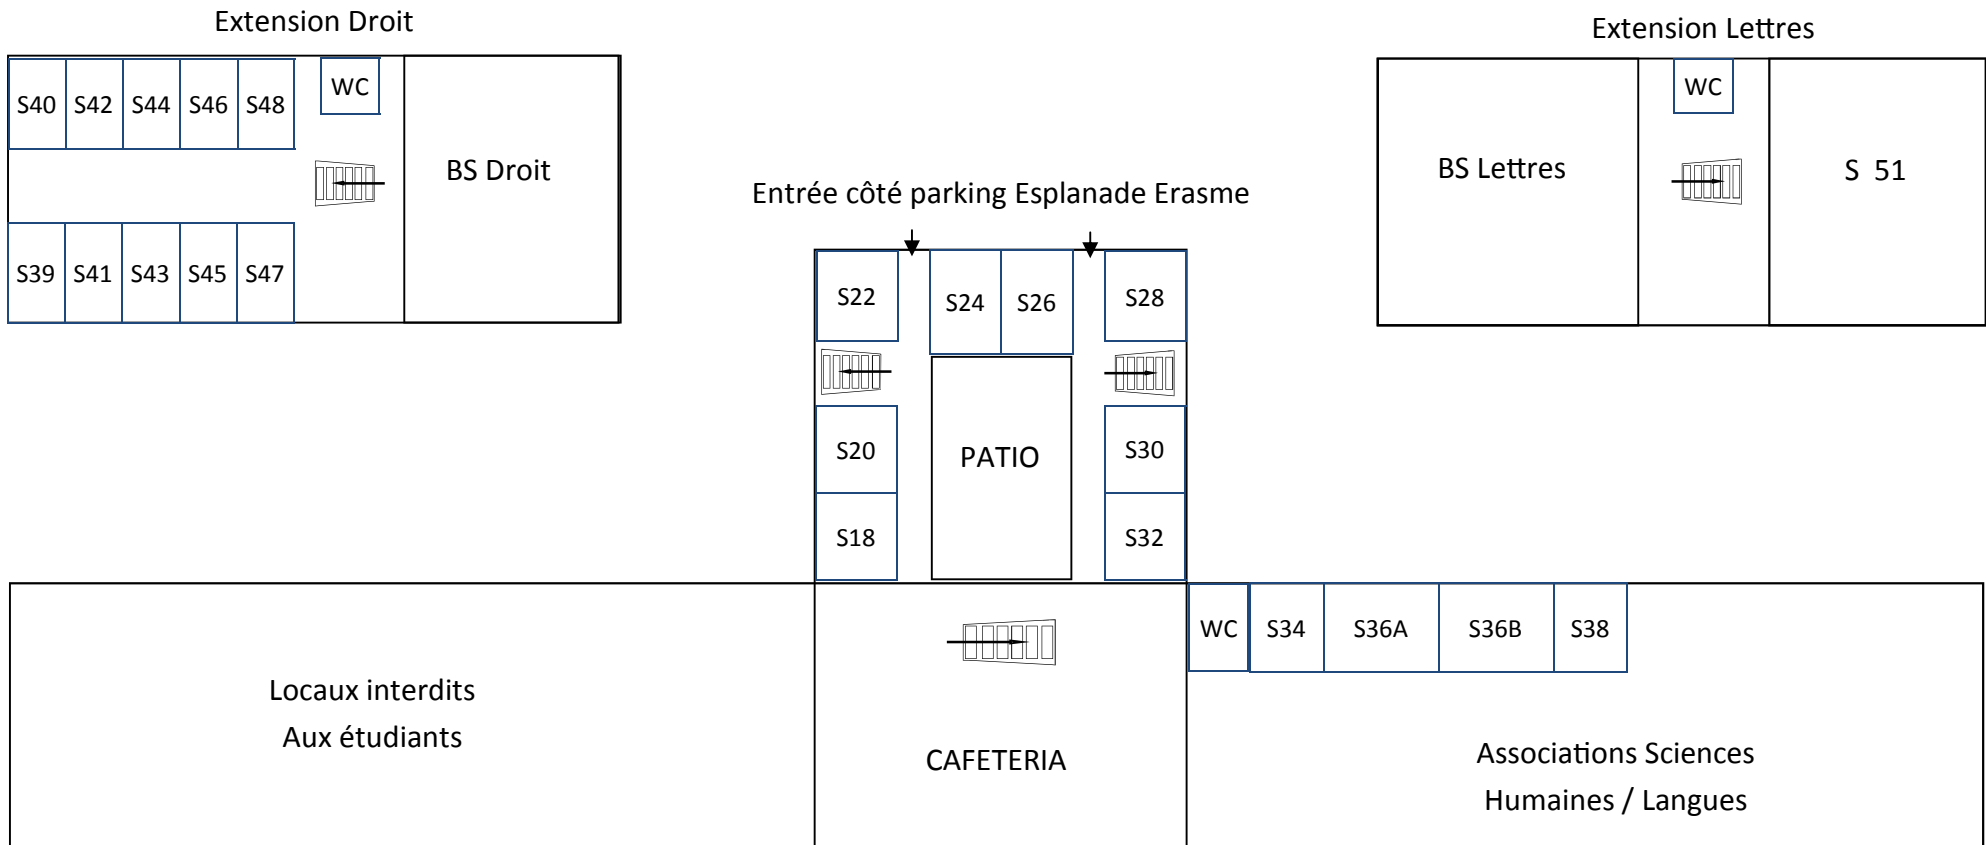 Extension Droit
Extension Lettres
S40 S42 S44 S46 S48
WC
BS Droit
S39 S41 S43 S45 S47
BS Lettres
WC
S 51
Entrée côté parking Esplanade Erasme
S22
S24
S26
S28
S20
PATIO
S30
S18
S32
WC
S34
S36A
S36B
S38
Locaux interdits
Aux étudiants
CAFETERIA
Associations Sciences
Humaines / Langues